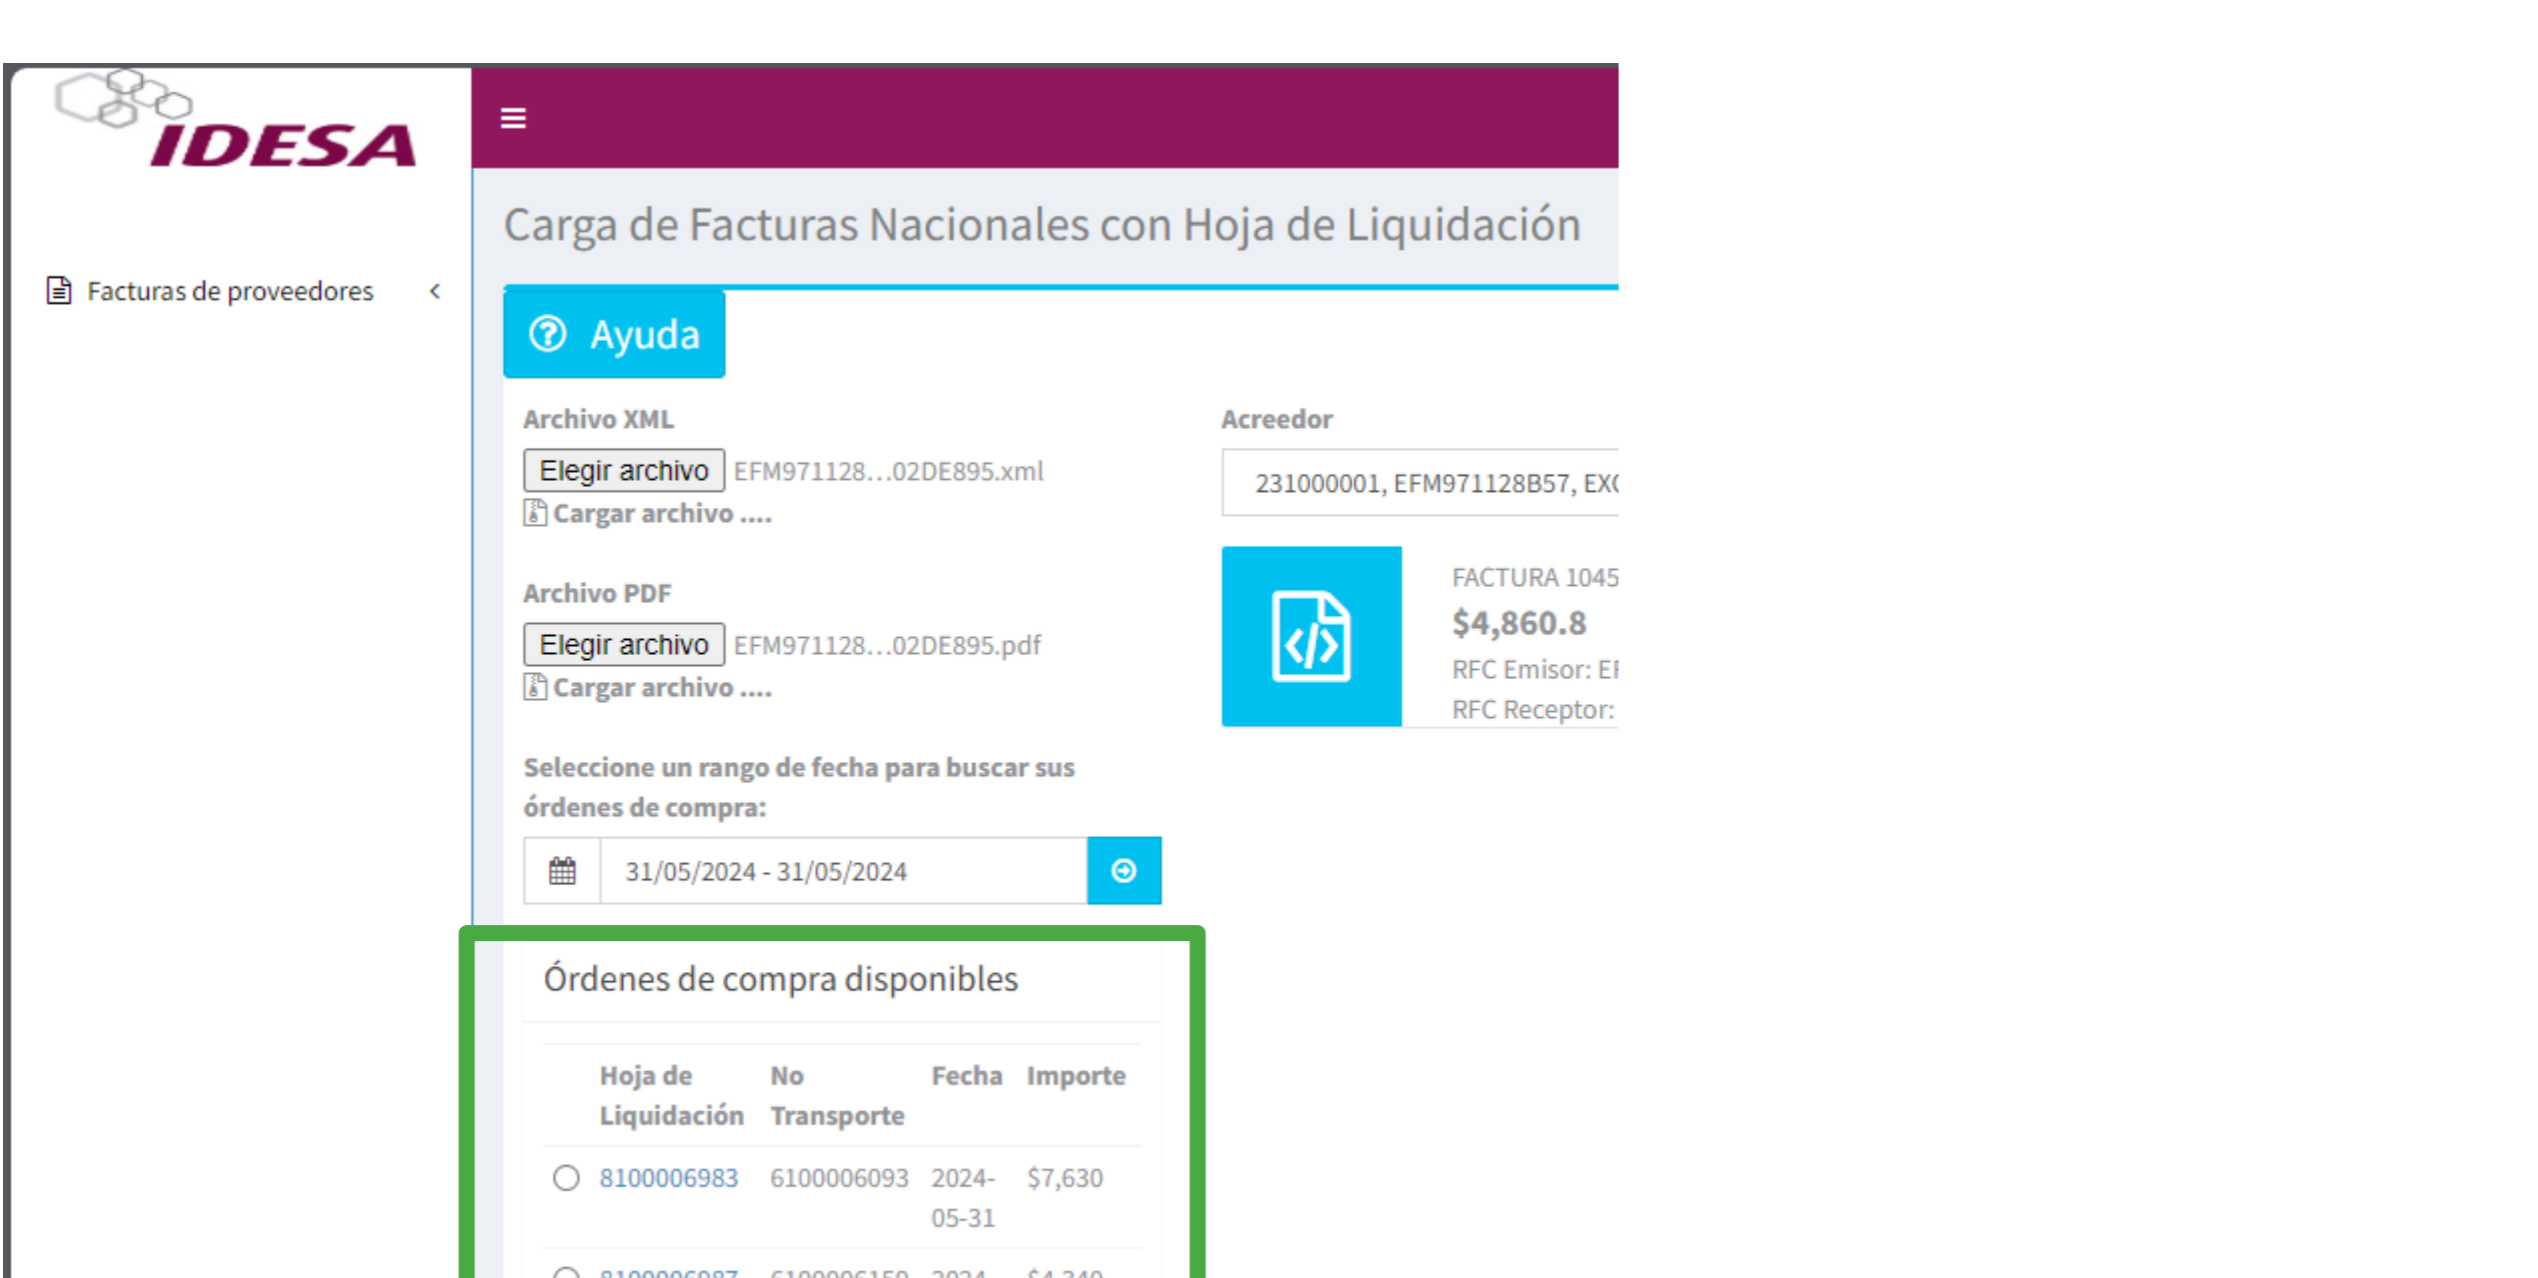 IDESA
Carga de Facturas Nacionales con Hoja de Liquidación
Facturas de proveedores
Ayuda
Archivo XML
Elegir archivo EFM971128...02DE895.xml
Cargar archivo ....
Acreedor
231000001, EFM971128B57, EX
FACTURA 1045
$4,860.8
RFC Emisor: E
RFC Receptor:
Archivo PDF
Elegir archivo EFM971128...02DE895.pdf
Cargar archivo ....
Seleccione un rango de fecha para buscar sus
órdenes de compra:
31/05/2024 - 31/05/2024
Órdenes de compra disponibles
Hoja de Liquidación No Transporte Fecha Importe
8100006983 6100006093 2024-05-31 $7,630